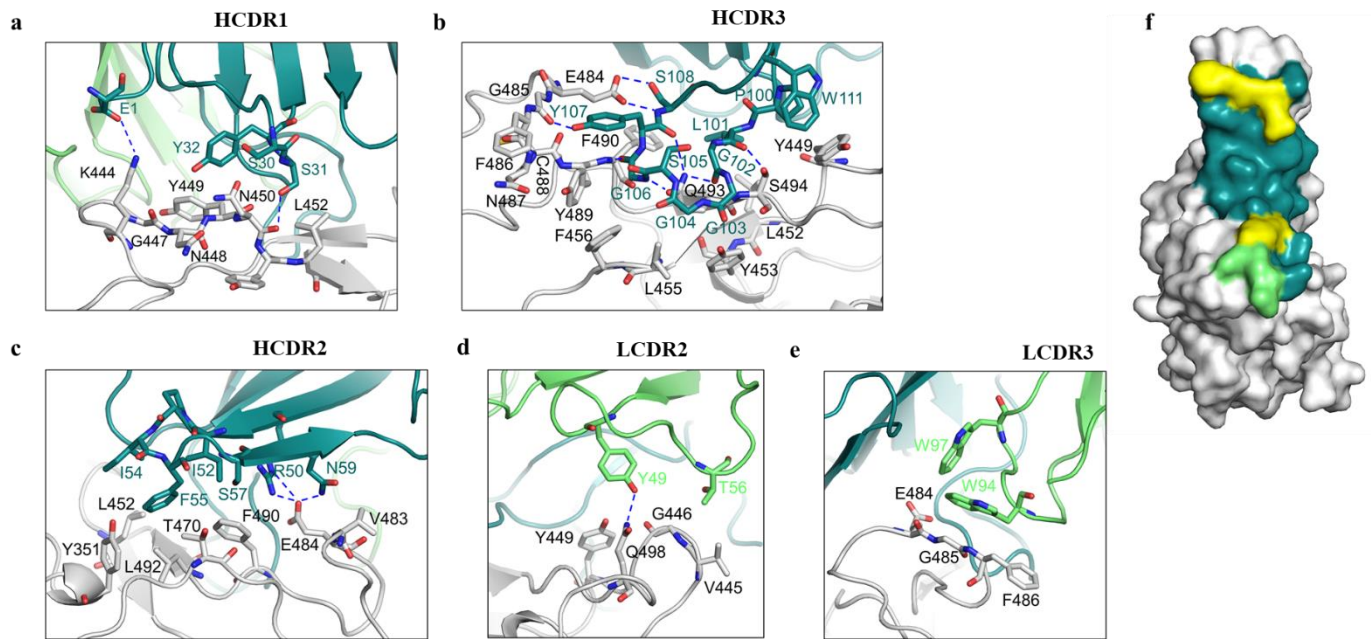 a
HCDR1
E1
Y32
S30
S31
K444
Y449
N450
L452
G447
N448
b
HCDR3
E484
S108
G485
P100
W111
Y107
F490
L101
Y449
F486
C488
S105
G102
N487
G106
Q493
S494
Y489
G104
G103
L452
F456
Y453
L455
c
HCDR2
I54
I52
R50
N59
S57
F55
L452
T470
F490
V483
Y351
E484
L492
d
LCDR2
Y49
T56
Y449
G446
Q498
V445
e
LCDR3
W97
W94
E484
G485
F486
f